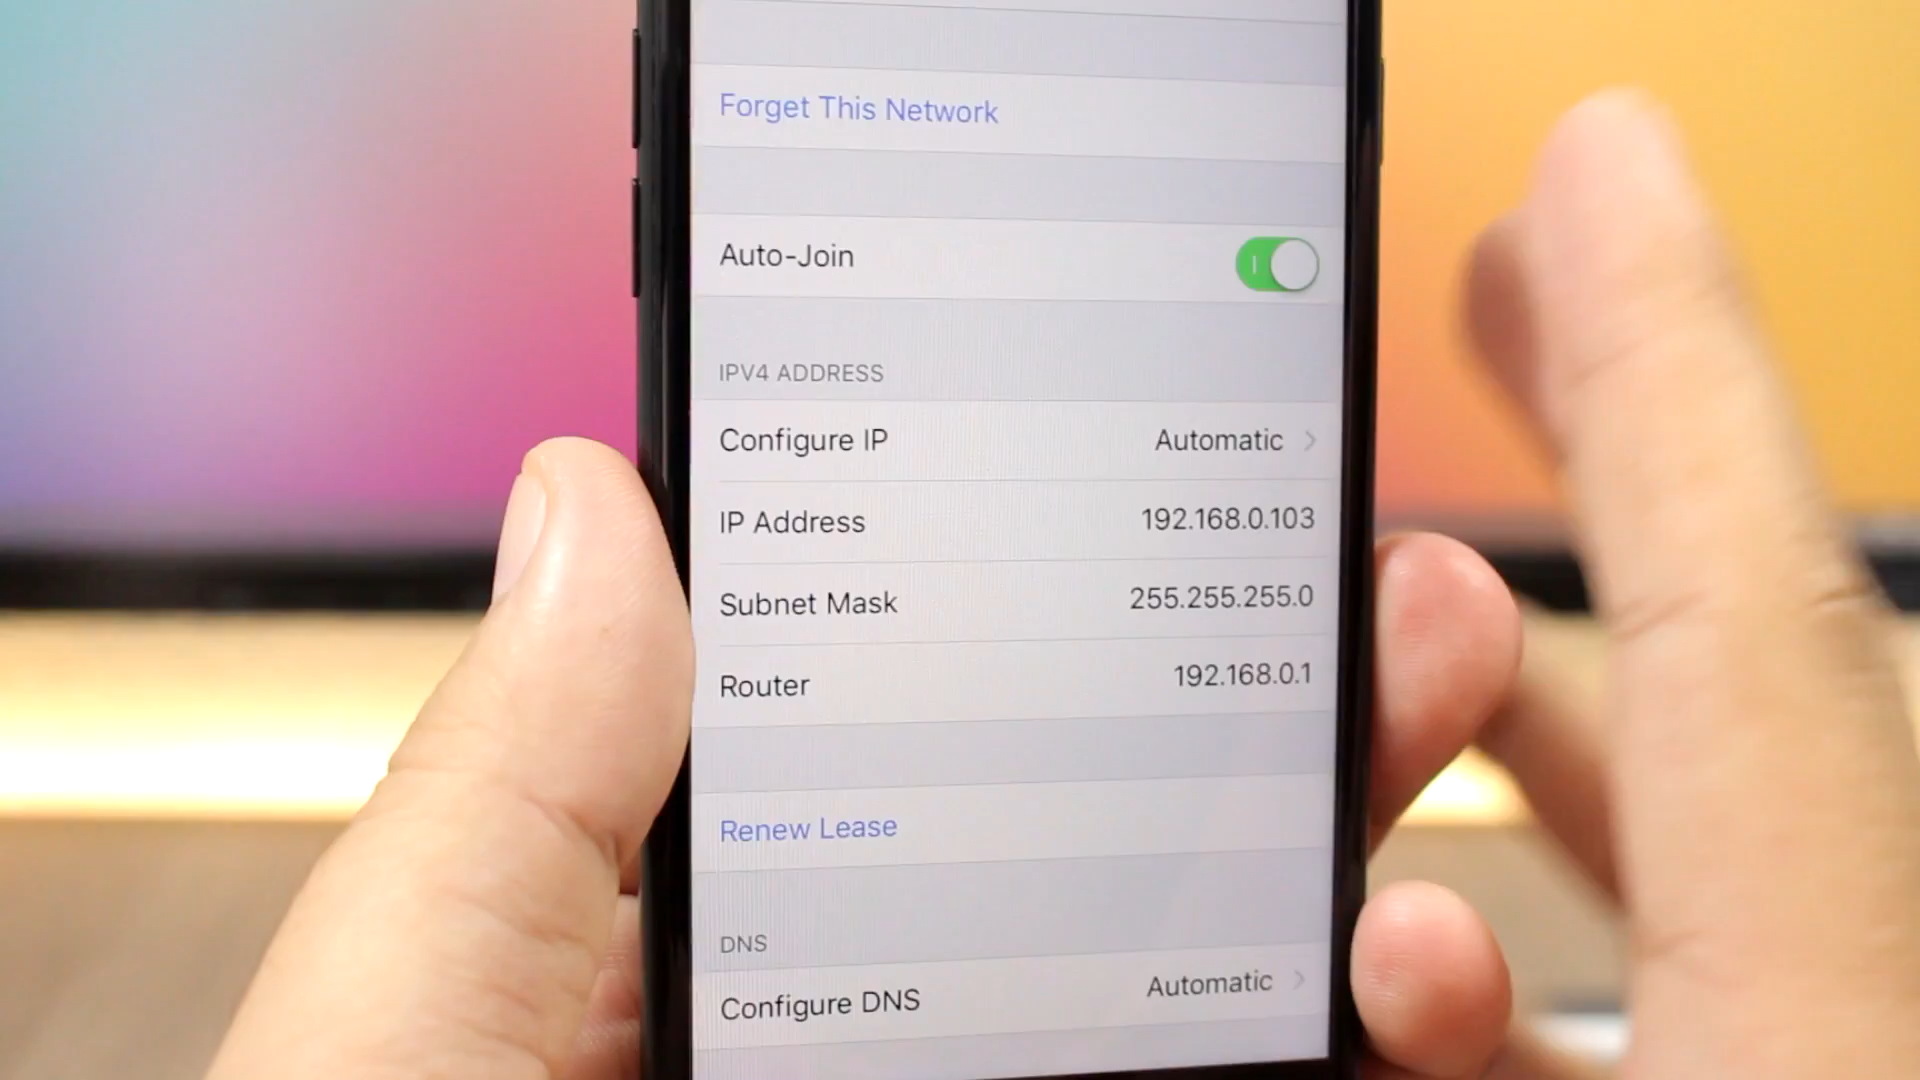 Forget This Network
Auto-Join
IPV4 ADDRESS
Configure IP Automatic
IP Address 192.168.0.103
Subnet Mask 255.255.255.0
Router 192.168.0.1
Renew Lease
DNS
Configure DNS Automatic